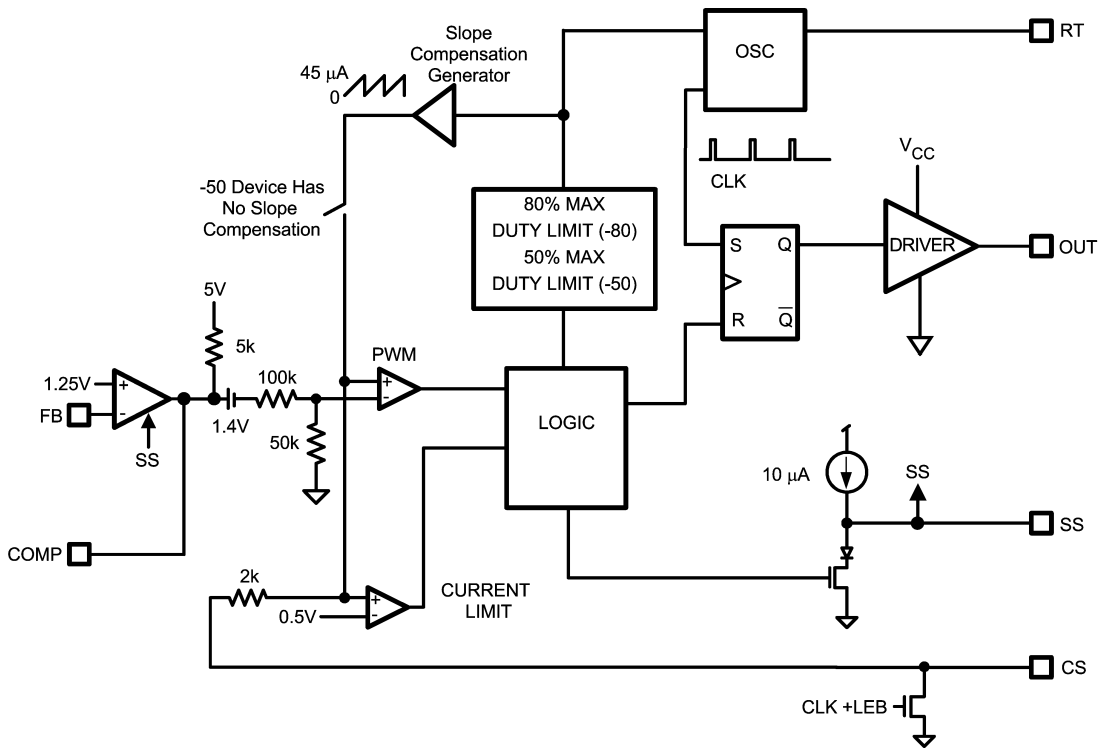 Slope
Compensation
Generator
45 μA
0
OSC
RT
CLK
VCC
-50 Device Has
No Slope
Compensation
80% MAX
DUTY LIMIT (-80)
50% MAX
DUTY LIMIT (-50)
S
Q
R
Q̅
DRIVER
OUT
5V
5k
PWM
1.25V
+
-
FB
SS
1.4V
100k
50k
+
-
LOGIC
10 μA
SS
SS
COMP
2k
0.5V
+
-
CURRENT
LIMIT
CS
CLK +LEB